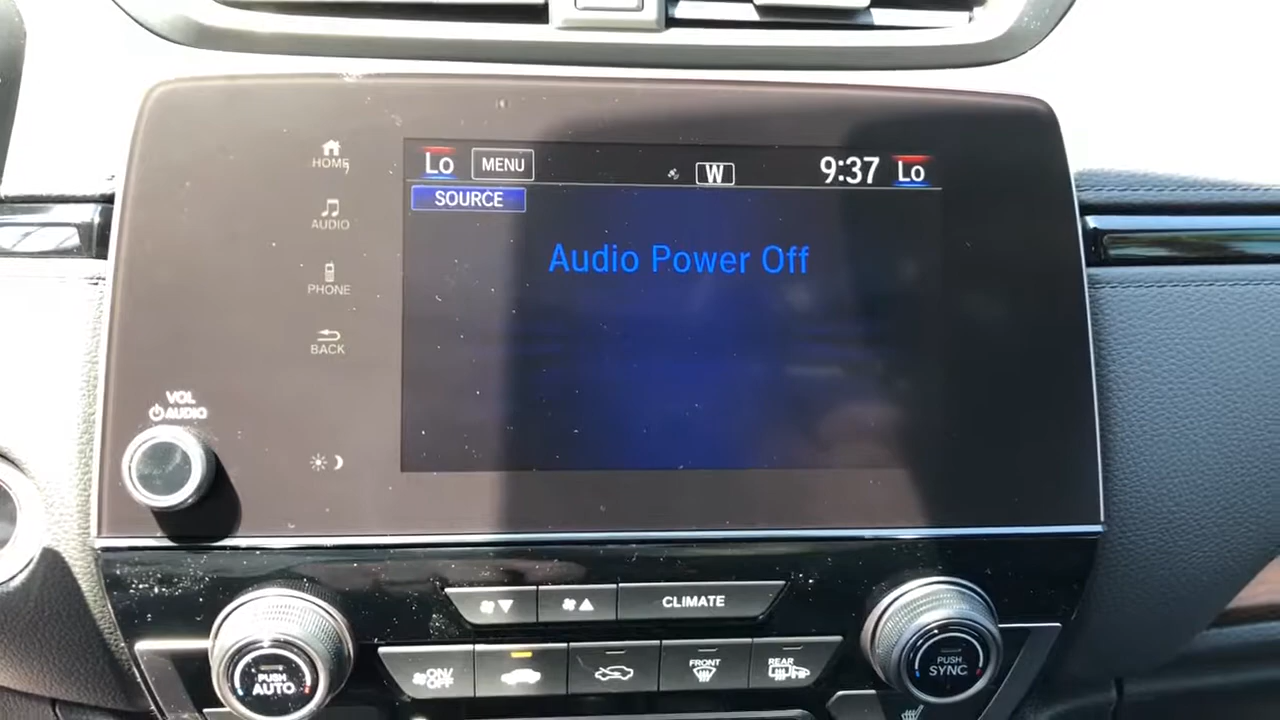 HOME
AUDIO
PHONE
BACK
VOL
AUDIO
Lo MENU W 9:37 Lo
SOURCE
Audio Power Off
CLIMATE
PUSH
AUTO
ON/
OFF
FRONT
REAR
PUSH
SYNC